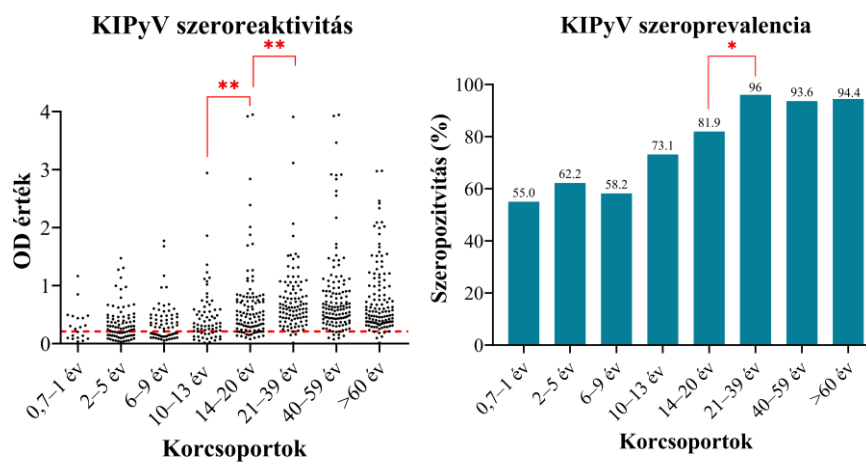 KIPyV szeroreaktivitás
**
**
OD érték
4
3
2
1
0
0,7–1 év
2–5 év
6–9 év
10–13 év
14–20 év
21–39 év
40–59 év
>60 év
Korcsoportok
KIPyV szeroprevalencia
*
Szeropozitvitás (%)
100
80
60
40
20
0
55.0
62.2
58.2
73.1
81.9
96
93.6
94.4
0,7–1 év
2–5 év
6–9 év
10–13 év
14–20 év
21–39 év
40–59 év
>60 év
Korcsoportok